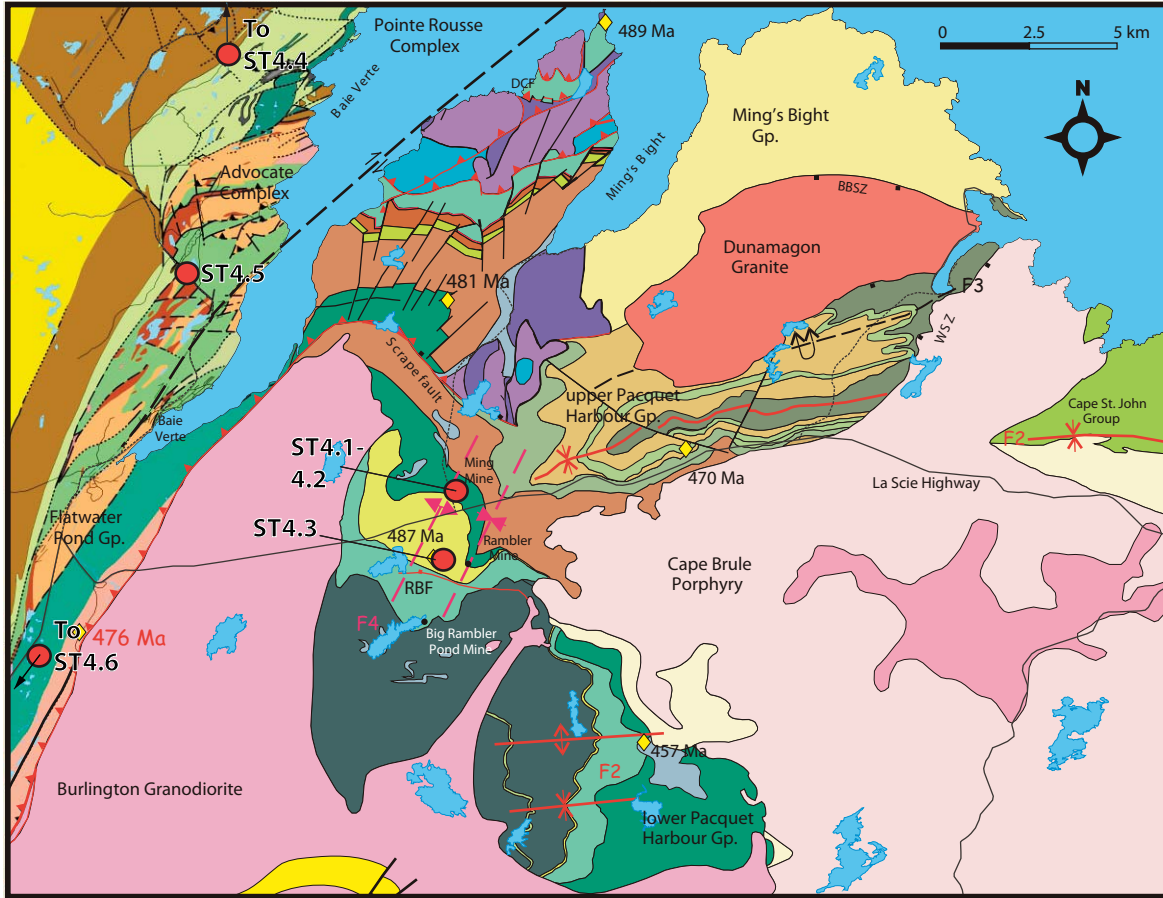 To
ST4.4
Pointe Rousse
Complex
489 Ma
0
2.5
5 km
N
DCF
Baie Verte
Ming's Bight
Ming's Bight
Gp.
BBSZ
Advocate
Complex
Dunamagon
Granite
ST4.5
481 Ma
F3
WSZ
Scrape fault
upper Pacquet
Harbour Gp.
Cape St. John
Group
F2
Baie
Verte
ST4.1-
4.2
Ming
Mine
470 Ma
La Scie Highway
Flatwater
Pond Gp.
ST4.3
487 Ma
Rambler
Mine
Cape Brule
Porphyry
RBF
F4
Big Rambler
Pond Mine
To
476 Ma
ST4.6
457 Ma
F2
Burlington Granodiorite
lower Pacquet
Harbour Gp.